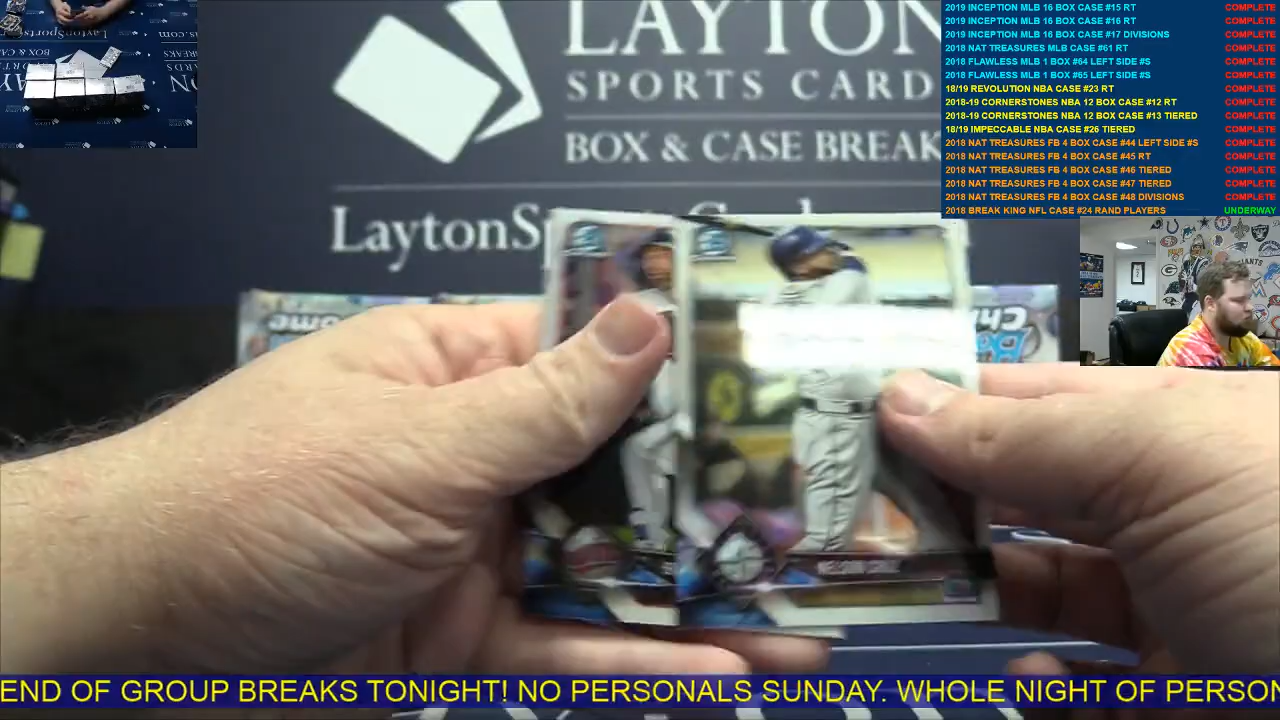 LAYTON
SPORTS CARD
BOX & CASE BREAK
LaytonS
2019 INCEPTION MLB 16 BOX CASE #15 RT COMPLETE
2019 INCEPTION MLB 16 BOX CASE #16 RT COMPLETE
2019 INCEPTION MLB 16 BOX CASE #17 DIVISIONS COMPLETE
2018 NAT TREASURES MLB CASE #61 RT COMPLETE
2018 FLAWLESS MLB 1 BOX #64 LEFT SIDE #S COMPLETE
2018 FLAWLESS MLB 1 BOX #65 LEFT SIDE #S COMPLETE
18/19 REVOLUTION NBA CASE #23 RT COMPLETE
2018-19 CORNERSTONES NBA 12 BOX CASE #12 RT COMPLETE
2018-19 CORNERSTONES NBA 12 BOX CASE #13 TIERED COMPLETE
18/19 IMPECCABLE NBA CASE #26 TIERED COMPLETE
2018 NAT TREASURES FB 4 BOX CASE #44 LEFT SIDE #S COMPLETE
2018 NAT TREASURES FB 4 BOX CASE #45 RT COMPLETE
2018 NAT TREASURES FB 4 BOX CASE #46 TIERED COMPLETE
2018 NAT TREASURES FB 4 BOX CASE #47 TIERED COMPLETE
2018 NAT TREASURES FB 4 BOX CASE #48 DIVISIONS COMPLETE
2018 BREAK KING NFL CASE #24 RAND PLAYERS UNDERWAY
NELSON CRUZ
END OF GROUP BREAKS TONIGHT! NO PERSONALS SUNDAY. WHOLE NIGHT OF PERSON